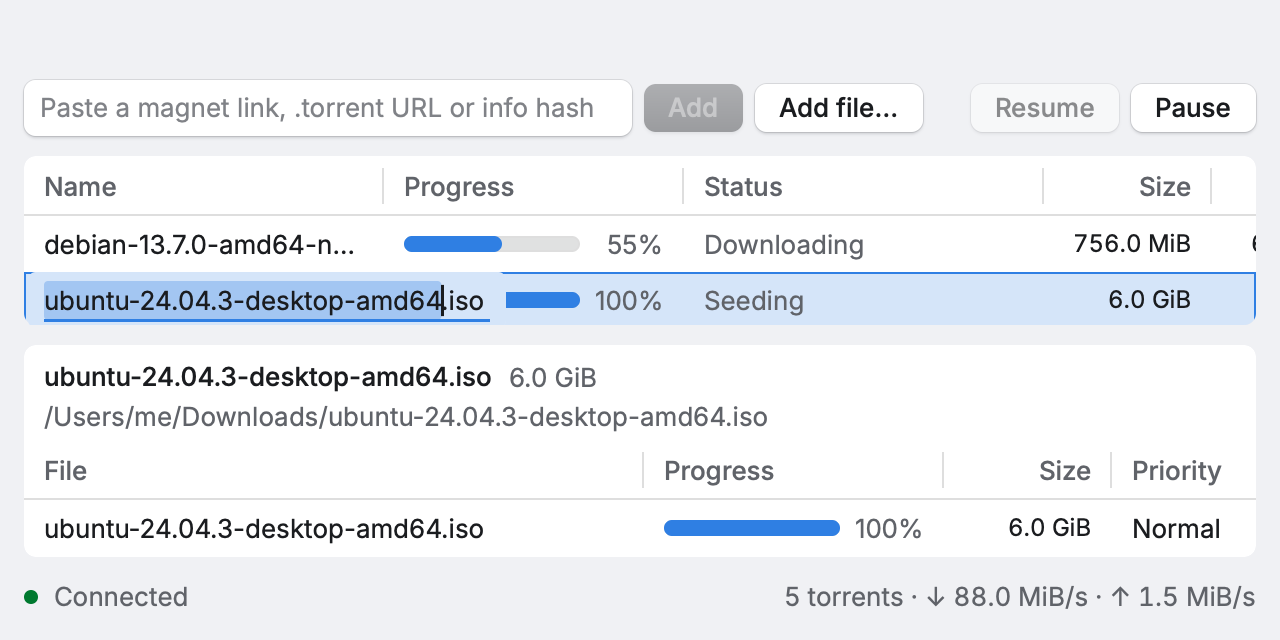 Paste a magnet link, .torrent URL or info hash Add Add file... Resume Pause
Name Progress Status Size
debian-13.7.0-amd64-n... 55% Downloading 756.0 MiB
ubuntu-24.04.3-desktop-amd64.iso 100% Seeding 6.0 GiB
ubuntu-24.04.3-desktop-amd64.iso 6.0 GiB
/Users/me/Downloads/ubuntu-24.04.3-desktop-amd64.iso
File Progress Size Priority
ubuntu-24.04.3-desktop-amd64.iso 100% 6.0 GiB Normal
Connected 5 torrents · ↓ 88.0 MiB/s · ↑ 1.5 MiB/s